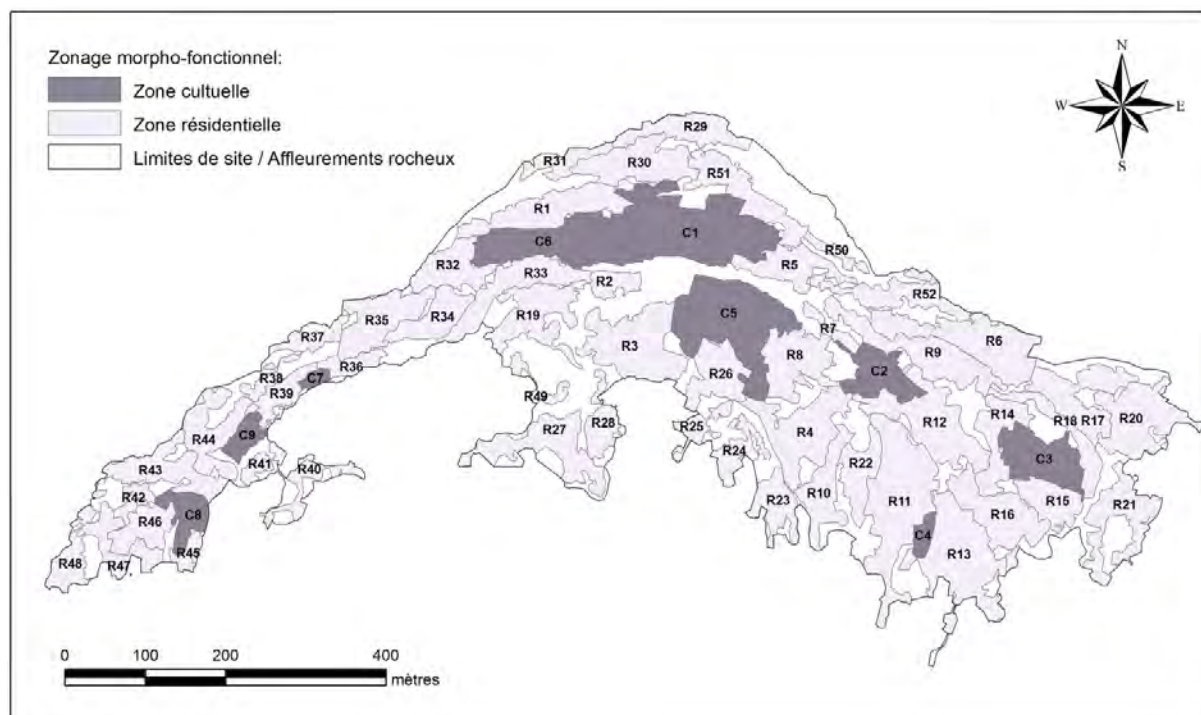 Zonage morpho-fonctionnel:
Zone cultuelle
Zone résidentielle
Limites de site / Affleurements rocheux
N
W E
S
R29
R31
R30
R51
R1
C1
C6
R50
R32
R33
R5
R2
R52
R35
R34
R19
C5
R37
R3
R7
R6
R8
R9
R36
C7
R38
R39
R26
C2
R49
R44
C9
R27
R28
R25
R4
R12
R14
R18
R17
R20
R24
R43
R41
R40
R22
C3
R42
R46
C8
R23
R10
R11
R15
R16
R21
C4
R13
R45
R48
R47
0 100 200 400
mètres